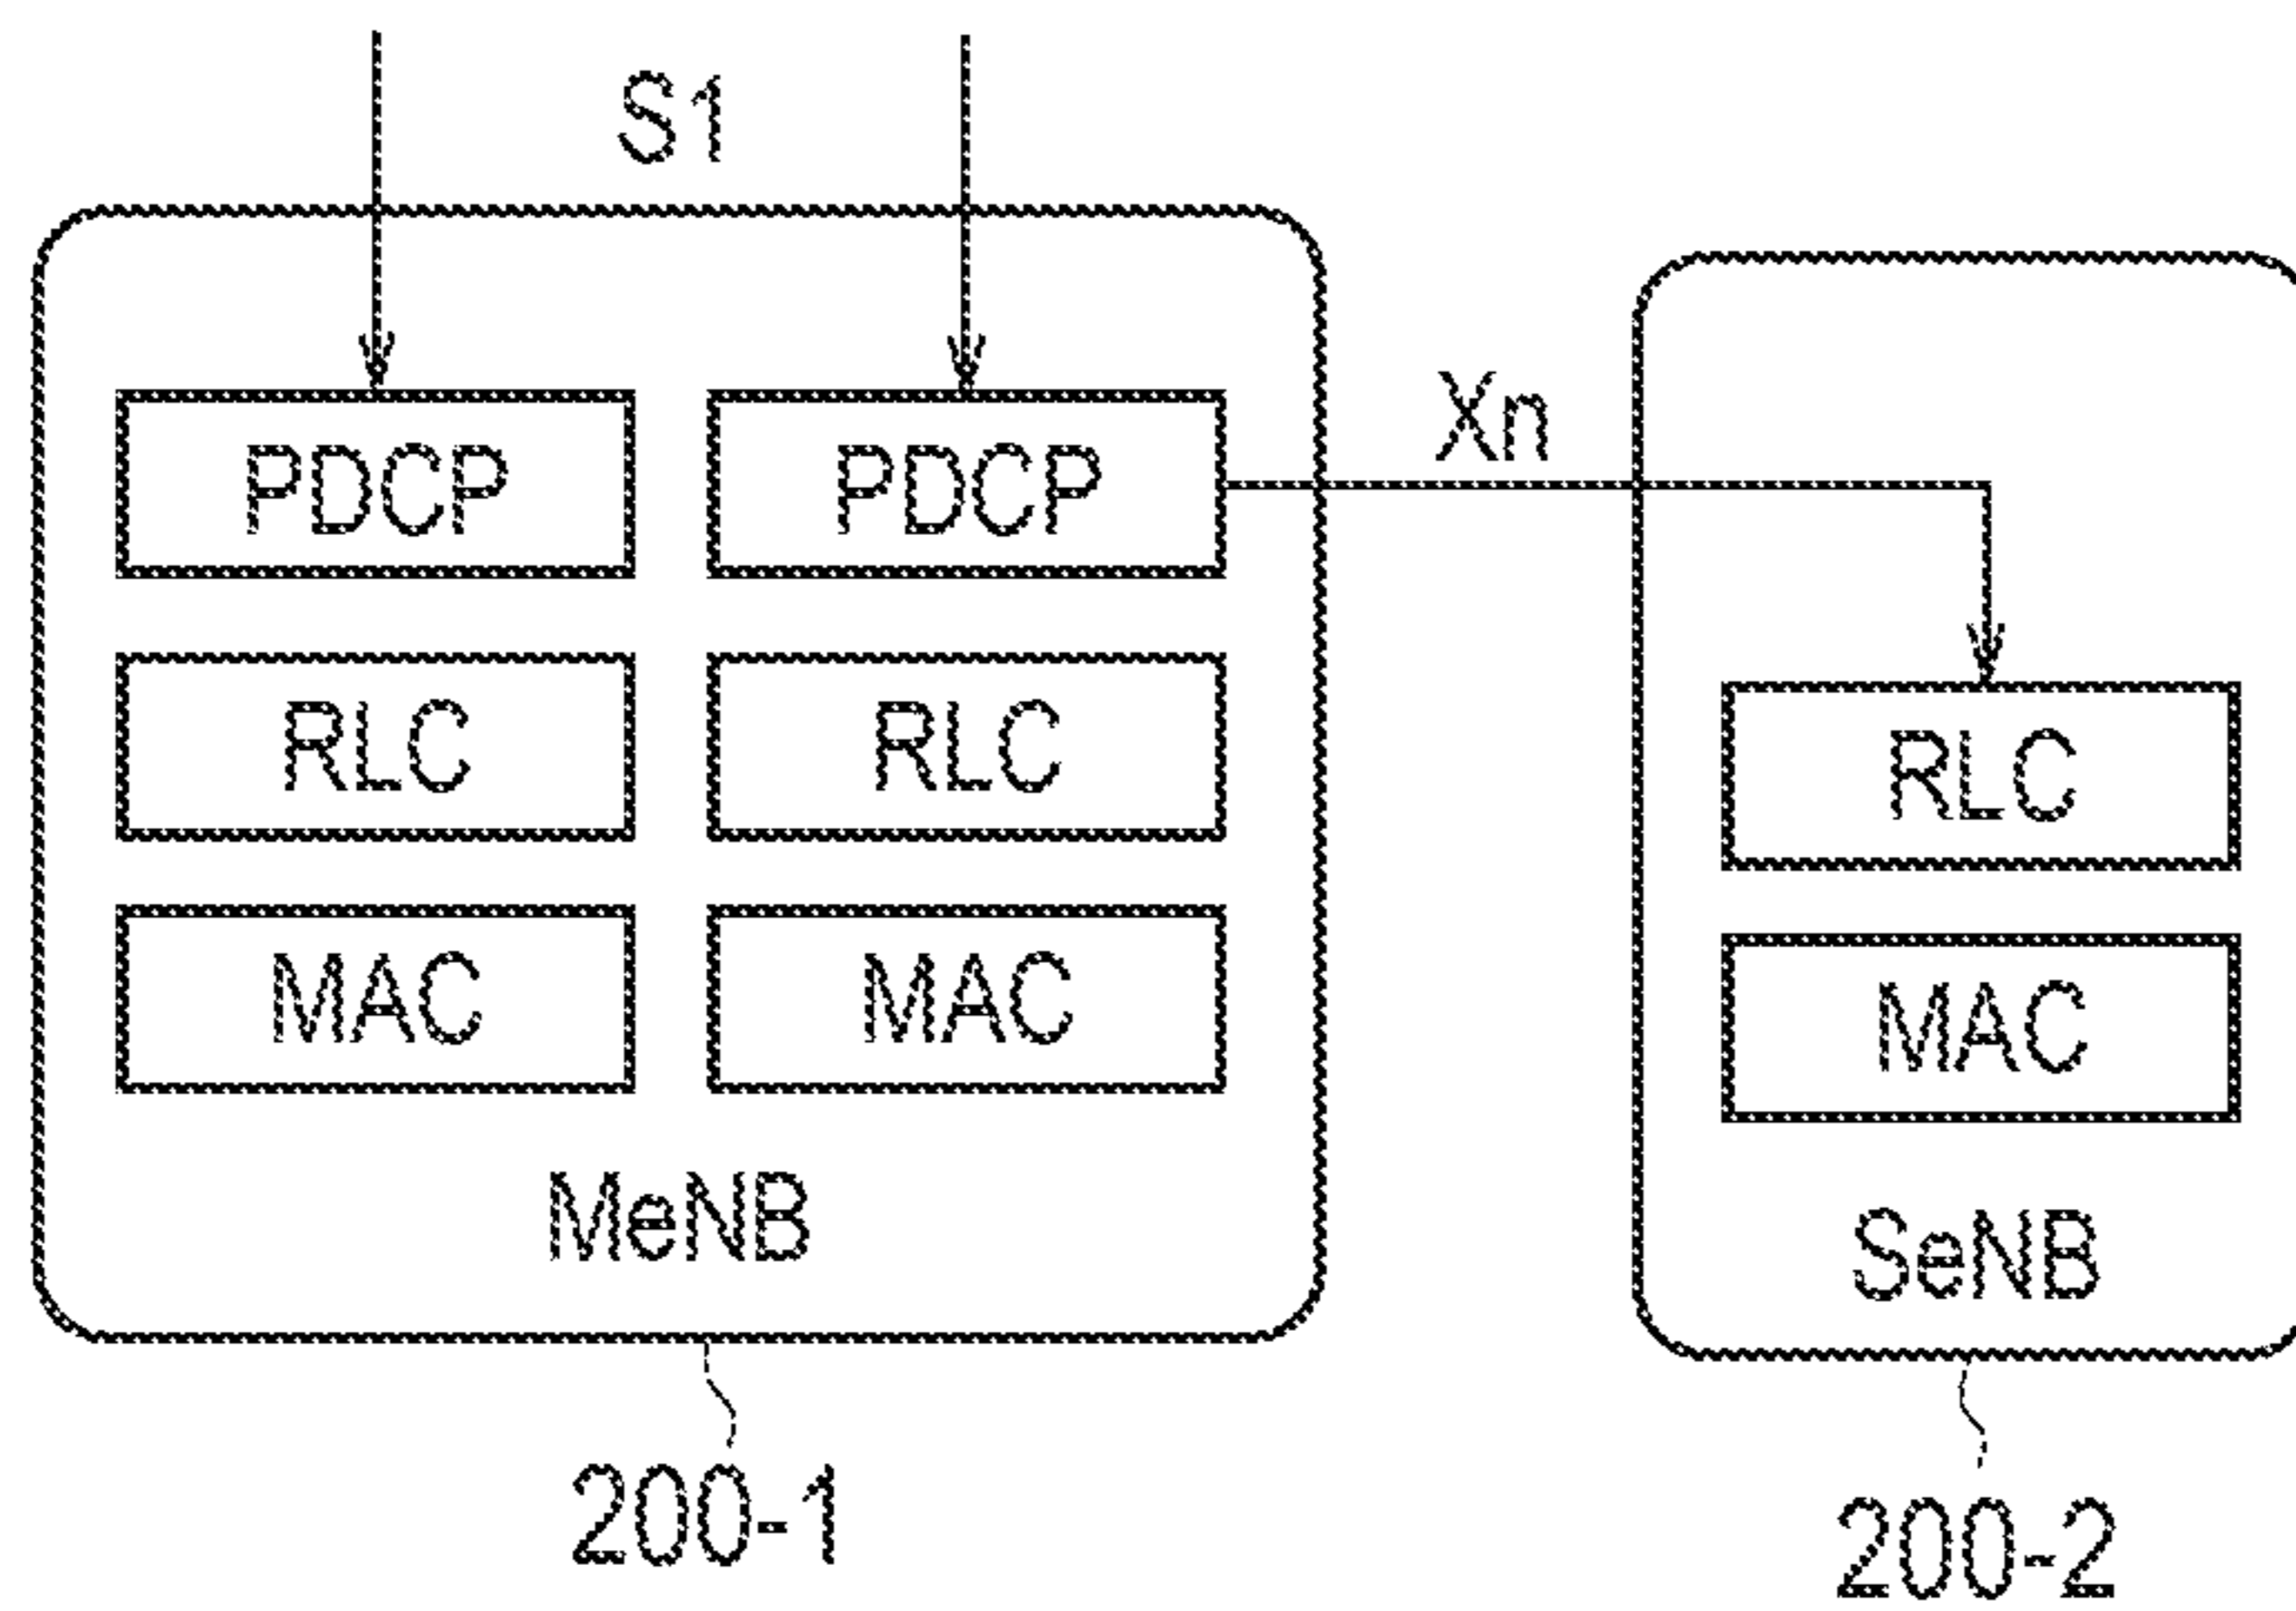 S1
PDCP PDCP Xn
RLC RLC RLC
MAC MAC MAC
MeNB SeNB
200-1 200-2